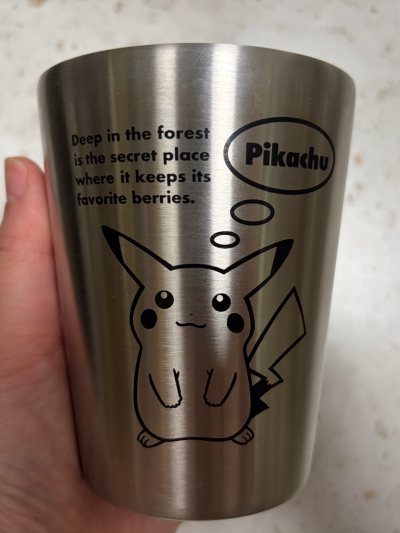 Deep in the forest
is the secret place
where it keeps its
favorite berries.
Pikachu